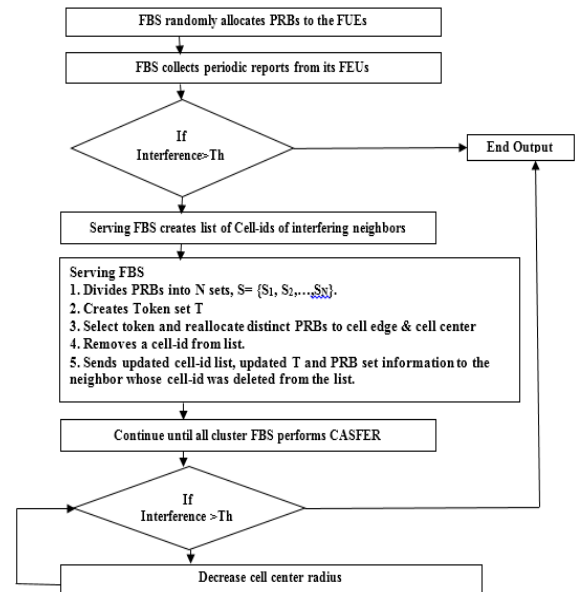 FBS randomly allocates PRBs to the FUEs
FBS collects periodic reports from its FEUs
If
Interference>Th
End Output
Serving FBS creates list of Cell-ids of interfering neighbors
Serving FBS
1. Divides PRBs into N sets, S= {S1, S2,...,SN}.
2. Creates Token set T
3. Select token and reallocate distinct PRBs to cell edge & cell center
4. Removes a cell-id from list.
5. Sends updated cell-id list, updated T and PRB set information to the
neighbor whose cell-id was deleted from the list.
Continue until all cluster FBS performs CASFER
If
Interference >Th
Decrease cell center radius